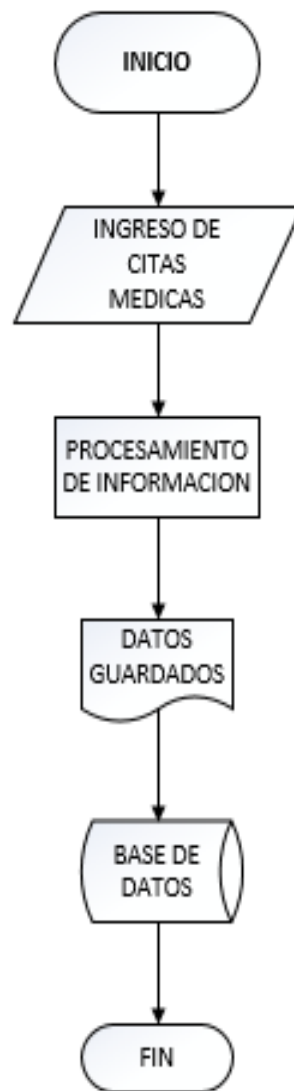 INICIO
INGRESO DE
CITAS
MEDICAS
PROCESAMIENTO
DE INFORMACION
DATOS
GUARDADOS
BASE DE
DATOS
FIN